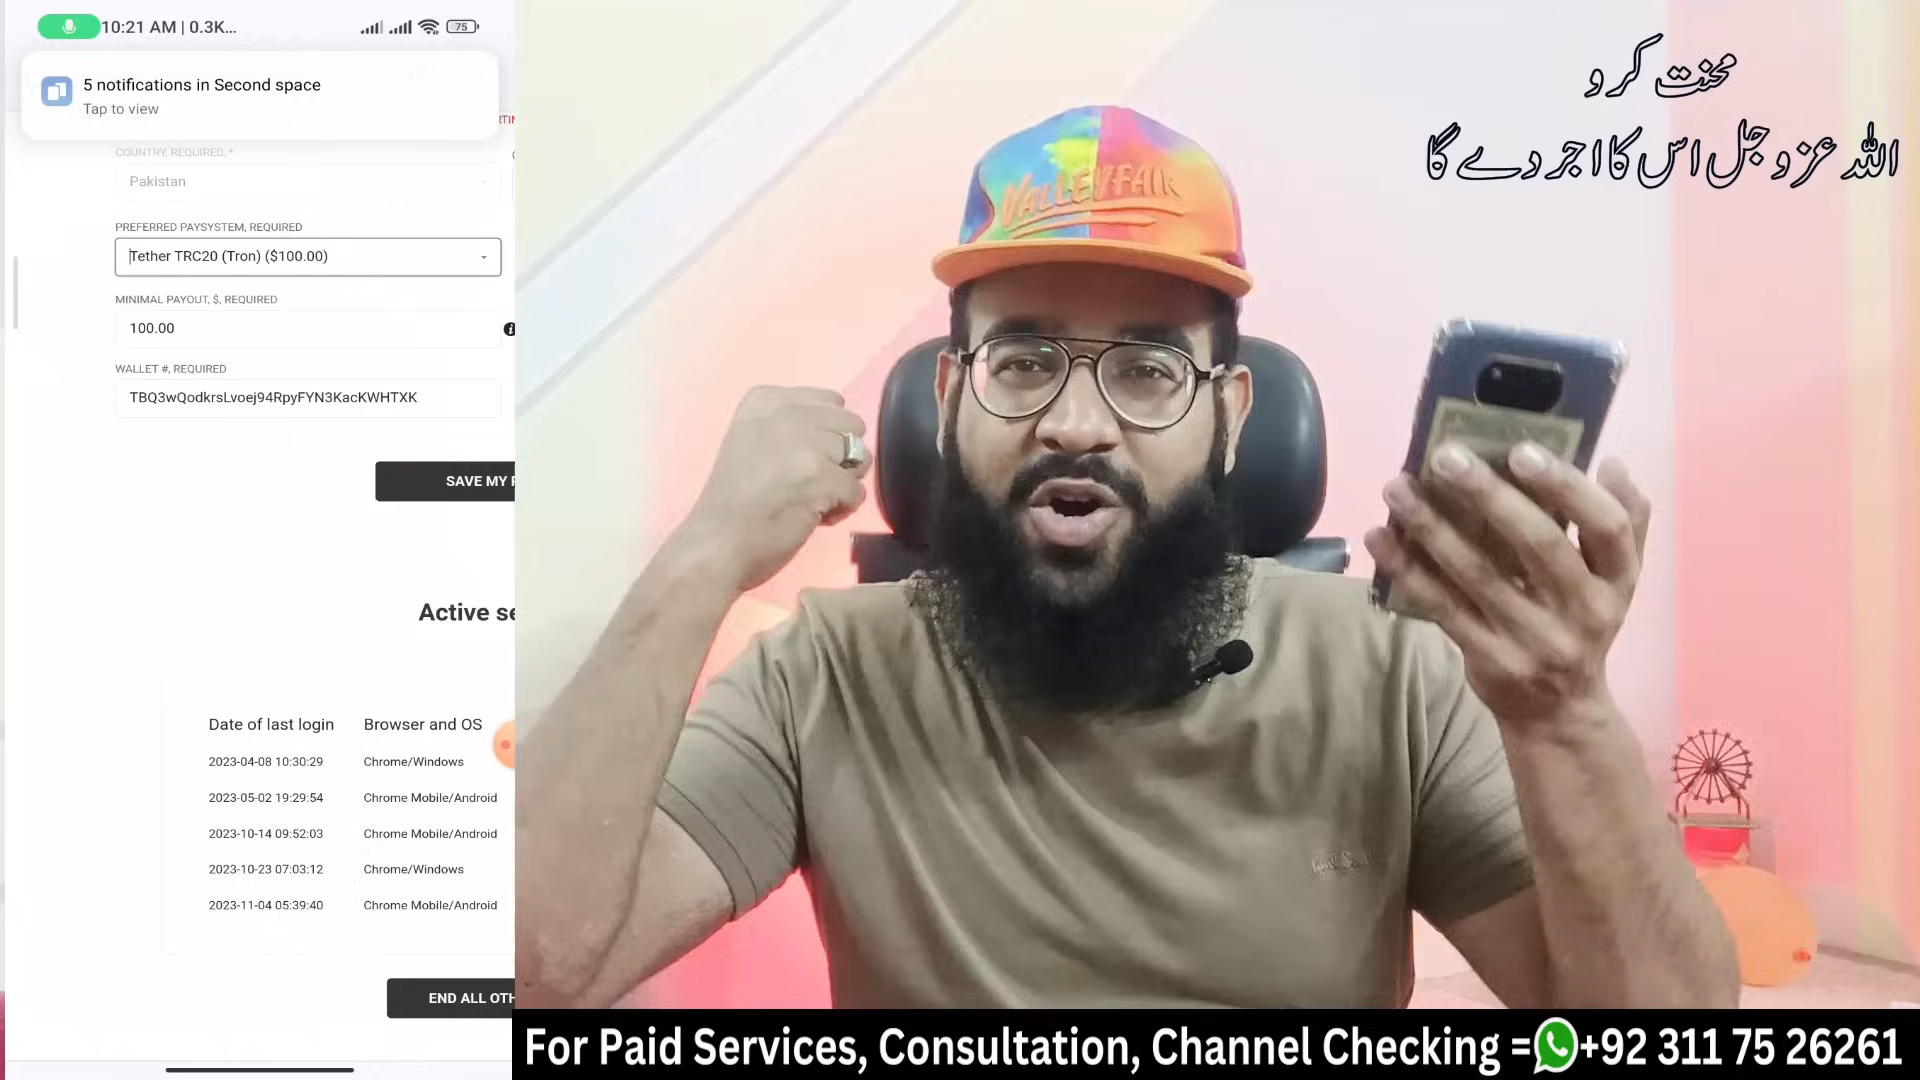 10:21 AM | 0.3K...
75
5 notifications in Second space
Tap to view
COUNTRY, REQUIRED, *
Pakistan
PREFERRED PAYSYSTEM, REQUIRED
Tether TRC20 (Tron) ($100.00)
MINIMAL PAYOUT, $, REQUIRED
100.00
WALLET #, REQUIRED
TBQ3wQodkrsLvoej94RpyFYN3KacKWHTXK
SAVE MY
Active se
Date of last login Browser and OS
2023-04-08 10:30:29 Chrome/Windows
2023-05-02 19:29:54 Chrome Mobile/Android
2023-10-14 09:52:03 Chrome Mobile/Android
2023-10-23 07:03:12 Chrome/Windows
2023-11-04 05:39:40 Chrome Mobile/Android
END ALL OTH
محنت کرو
اللہ عزوجل اس کا اجر دے گا
VALLEYFAIR
For Paid Services, Consultation, Channel Checking = +92 311 75 26261